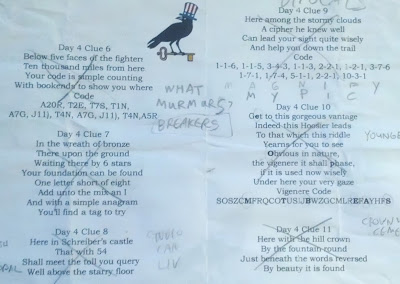 Day 4 Clue 6
Below five faces of the fighters
Ten thousand miles from here
Your code is simple counting
With bookends to show you where
Code
A20R, T2E, T7S, T1N,
A7G, J11), T4N, A7G, J11), T4N,A5R
Day 4 Clue 7
In the wreath of bronze
There upon the ground
Waiting there by 6 stars
Your foundation can be found
One letter short of eight
Add unto the mix an I
And with a simple anagram
You'll find a tag to try
Day 4 Clue 8
Here in Schreiber's castle
That with 54
Shall meet the foll you query
Well above the starry floor
WHAT
MURMURS?
BREAKERS
LIV
Day 4 Clue 9
Here among the stormy clouds
A cipher he knew well
Can lead your sight quite wisely
And help you down the trail
Code
1-1-6, 1-1-5, 3-4-3, 1-1-3, 2-2-1, 1-2-1, 3-7-6
1-7-1, 1-7-4, 5-1-1, 2-2-1, 10-3-1
M A G N I F Y
M Y P I C
Day 4 Clue 10
Get to this gorgeous vantage
Indeed this Hoosier leads
To that which this riddle
Yearns for you to see
Obvious in nature,
the vigenere it shall phase,
if it is used now wisely
Under here your very gaze
Vigenere Code
SOSZCMFRQCOTUSIJBWZGCMLREFAYHFS
YOUNGE
Day 4 Clue 11
Here with the hill crown
By the fountain round
Just beneath the words reversed
By beauty it is found